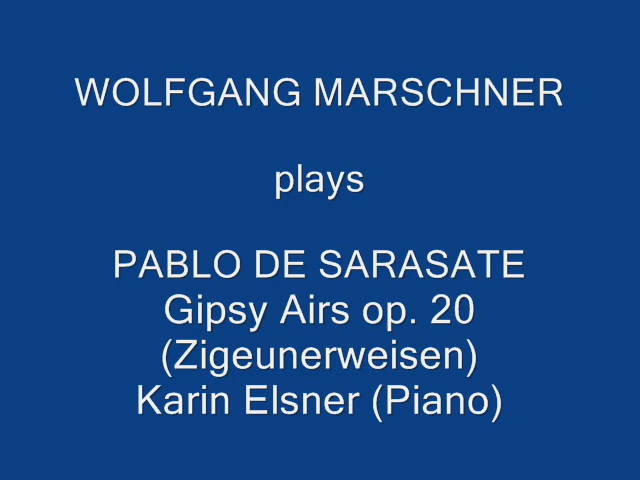 WOLFGANG MARSCHNER
plays
PABLO DE SARASATE
Gipsy Airs op. 20
(Zigeunerweisen)
Karin Elsner (Piano)